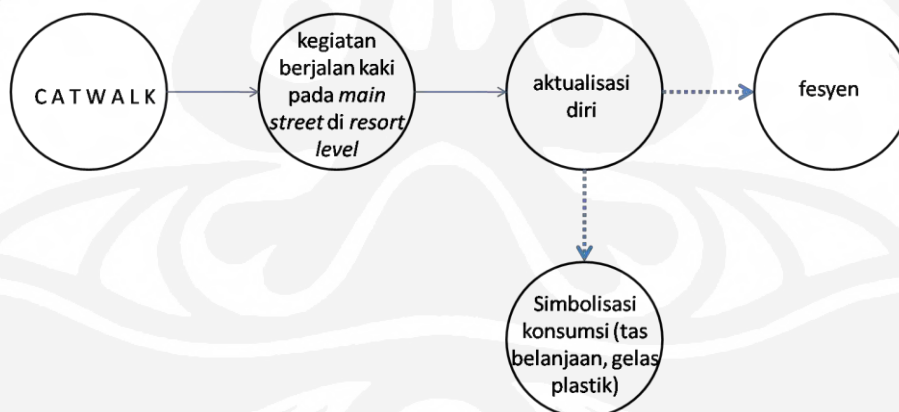 CATWALK
kegiatan
berjalan kaki
pada main
street di resort
level
aktualisasi
diri
fesyen
Simbolisasi
konsumsi (tas
belanjaan, gelas
plastik)